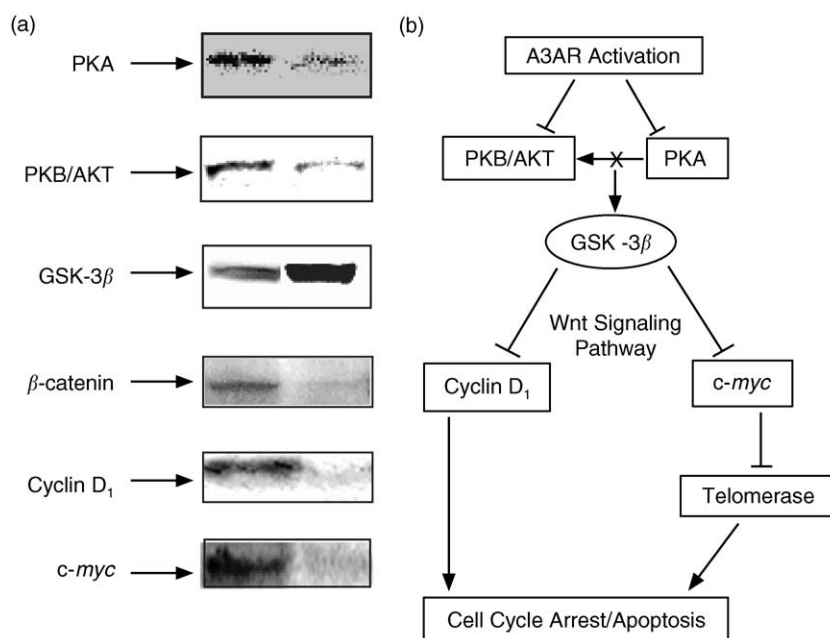 (a)
PKA
PKB/AKT
GSK-3β
β-catenin
Cyclin D₁
c-myc
(b)
A3AR Activation
PKB/AKT
X
PKA
GSK -3β
Wnt Signaling
Pathway
Cyclin D₁
c-myc
Telomerase
Cell Cycle Arrest/Apoptosis